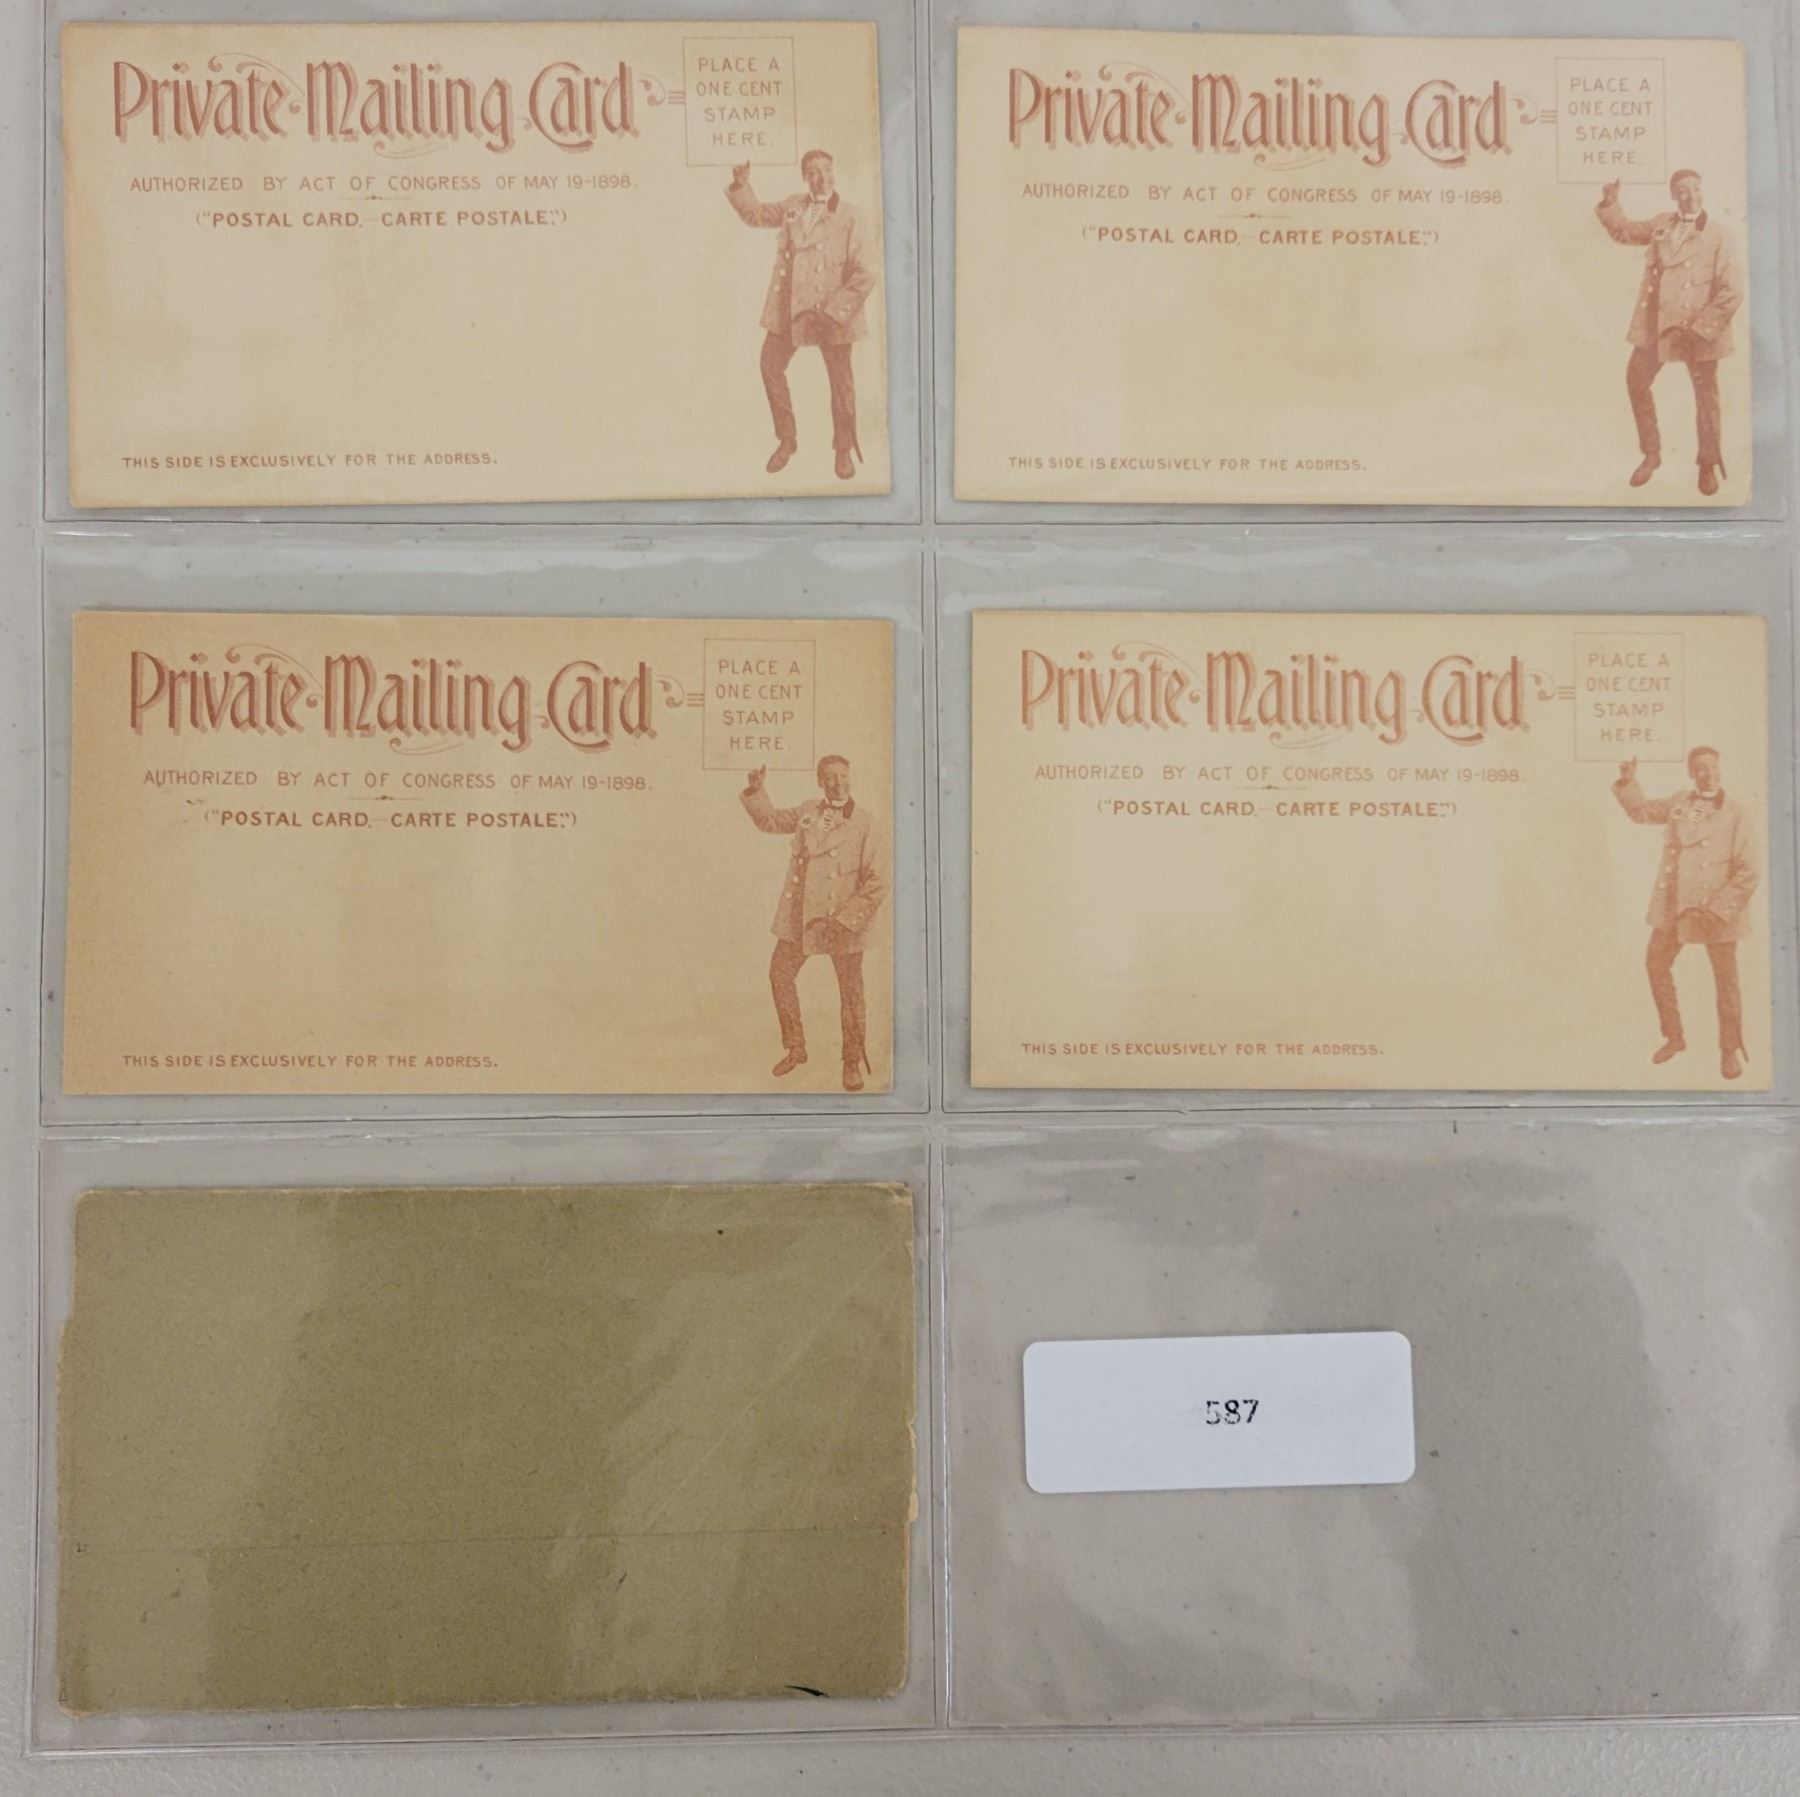 Private Mailing Card
PLACE A
ONE CENT
STAMP
HERE.
AUTHORIZED BY ACT OF CONGRESS OF MAY 19-1898.
("POSTAL CARD. - CARTE POSTALE".)
THIS SIDE IS EXCLUSIVELY FOR THE ADDRESS.
Private Mailing Card
PLACE A
ONE CENT
STAMP
HERE.
AUTHORIZED BY ACT OF CONGRESS OF MAY 19-1898.
("POSTAL CARD. - CARTE POSTALE".)
THIS SIDE IS EXCLUSIVELY FOR THE ADDRESS.
Private Mailing Card
PLACE A
ONE CENT
STAMP
HERE.
AUTHORIZED BY ACT OF CONGRESS OF MAY 19-1898.
("POSTAL CARD. - CARTE POSTALE".)
THIS SIDE IS EXCLUSIVELY FOR THE ADDRESS.
Private Mailing Card
PLACE A
ONE CENT
STAMP
HERE.
AUTHORIZED BY ACT OF CONGRESS OF MAY 19-1898.
("POSTAL CARD. - CARTE POSTALE".)
THIS SIDE IS EXCLUSIVELY FOR THE ADDRESS.
587